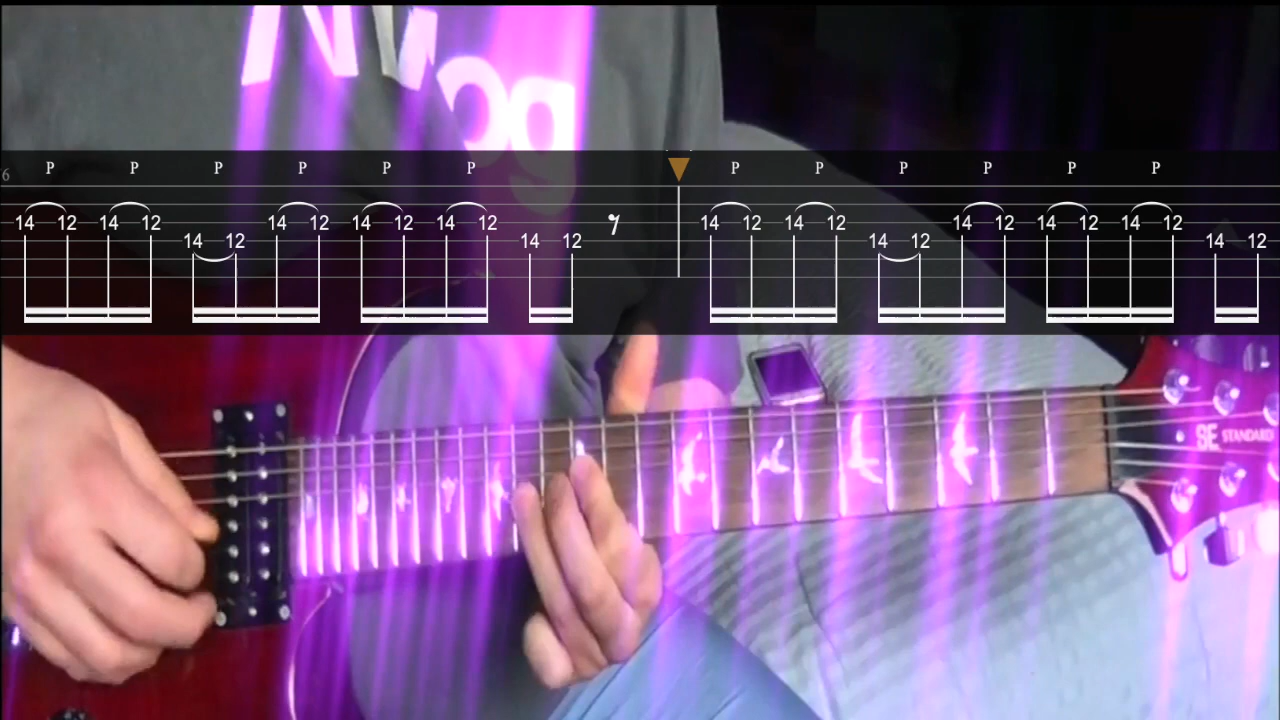 P P P P P P P P P P P P
14 12 14 12 14 12 14 12 14 12 14 12 14 12 14 12 14 12 14 12
14 12 14 12 14 12 14 12
SE STANDARD